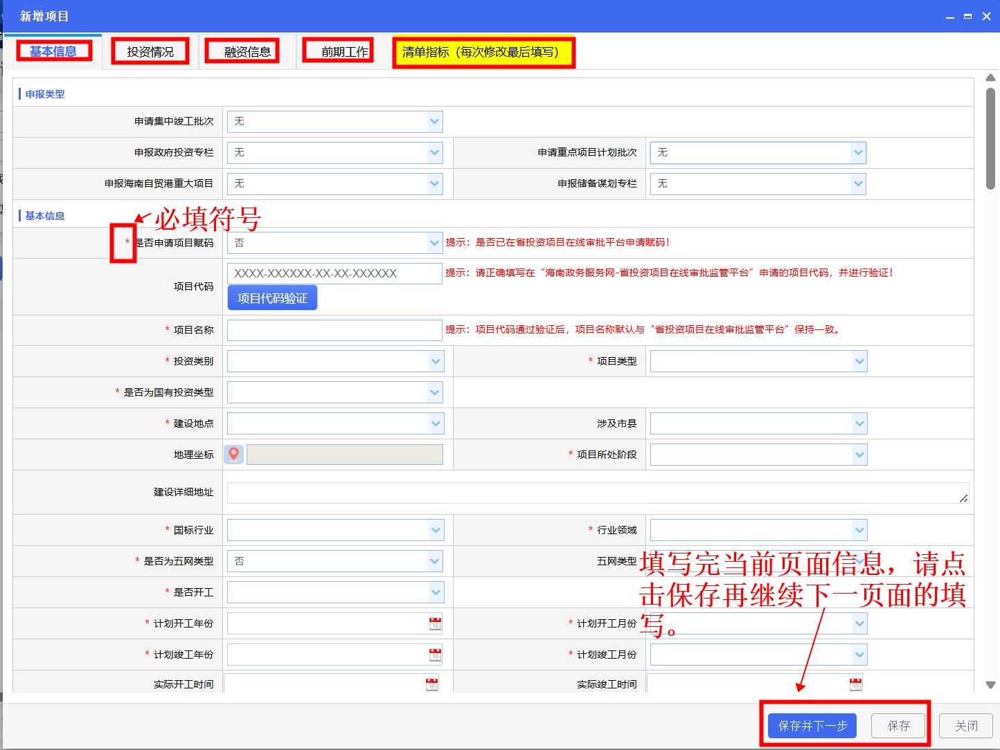 新增项目
基本信息 投资情况 融资信息 前期工作 清单指标（每次修改最后填写）
申报类型
申请集中竣工批次 无
申报政府投资专栏 无 申请重点项目计划批次 无
申报海南自贸港重大项目 无 申报储备谋划专栏 无
基本信息
必填符号
* 是否申请项目赋码 否 提示：是否已在省投资项目在线审批平台申请赋码！
项目代码 XXXX-XXXXXX-XX-XX-XXXXXX 提示：请正确填写在“海南政务服务网-省投资项目在线审批监管平台”申请的项目代码，并进行验证！
项目代码验证
* 项目名称 提示：项目代码通过验证后，项目名称默认与“省投资项目在线审批监管平台”保持一致。
* 投资类别 * 项目类型
* 是否为国有投资类型
* 建设地点 涉及市县
地理坐标 * 项目所处阶段
建设详细地址
* 国标行业 * 行业领域
* 是否为五网类型 否 五网类型
填写完当前页面信息，请点
击保存再继续下一页面的填
写。
* 是否开工
* 计划开工年份 * 计划开工月份
* 计划竣工年份 * 计划竣工月份
实际开工时间 实际竣工时间
保存并下一步 保存 关闭